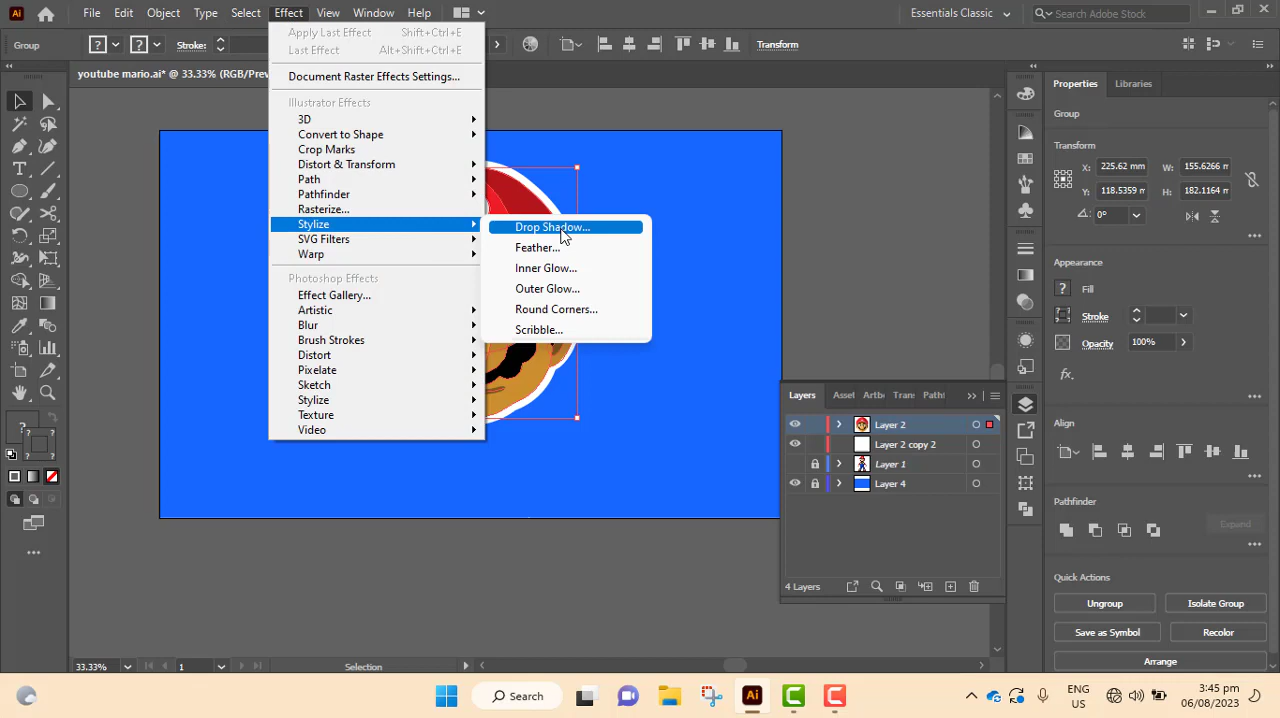 Ai File Edit Object Type Select Effect View Window Help Essentials Classic Search Adobe Stock
Group ? ? Stroke: Transform
youtube mario.ai* @ 33.33% (RGB/Pre
Apply Last Effect Shift+Ctrl+E
Last Effect Alt+Shift+Ctrl+E
Document Raster Effects Settings...
Illustrator Effects
3D
Convert to Shape
Crop Marks
Distort & Transform
Path
Pathfinder
Rasterize...
Stylize
SVG Filters
Warp
Photoshop Effects
Effect Gallery...
Artistic
Blur
Brush Strokes
Distort
Pixelate
Sketch
Stylize
Texture
Video
Drop Shadow...
Feather...
Inner Glow...
Outer Glow...
Round Corners...
Scribble...
Properties Libraries
Group
Transform
X: 225.62 mm W:
Y: 118.5359 H: 182.1164
0°
Appearance
? Fill
Stroke
Opacity 100%
fx.
Align
Pathfinder
Expand
Quick Actions
Ungroup Isolate Group
Save as Symbol Recolor
Arrange
Layers Asset Artb Tran Path
Layer 2
Layer 2 copy 2
Layer 1
Layer 4
4 Layers
33.33% 1 Selection
Search Ai ENG UG 3:45 pm 06/08/2023